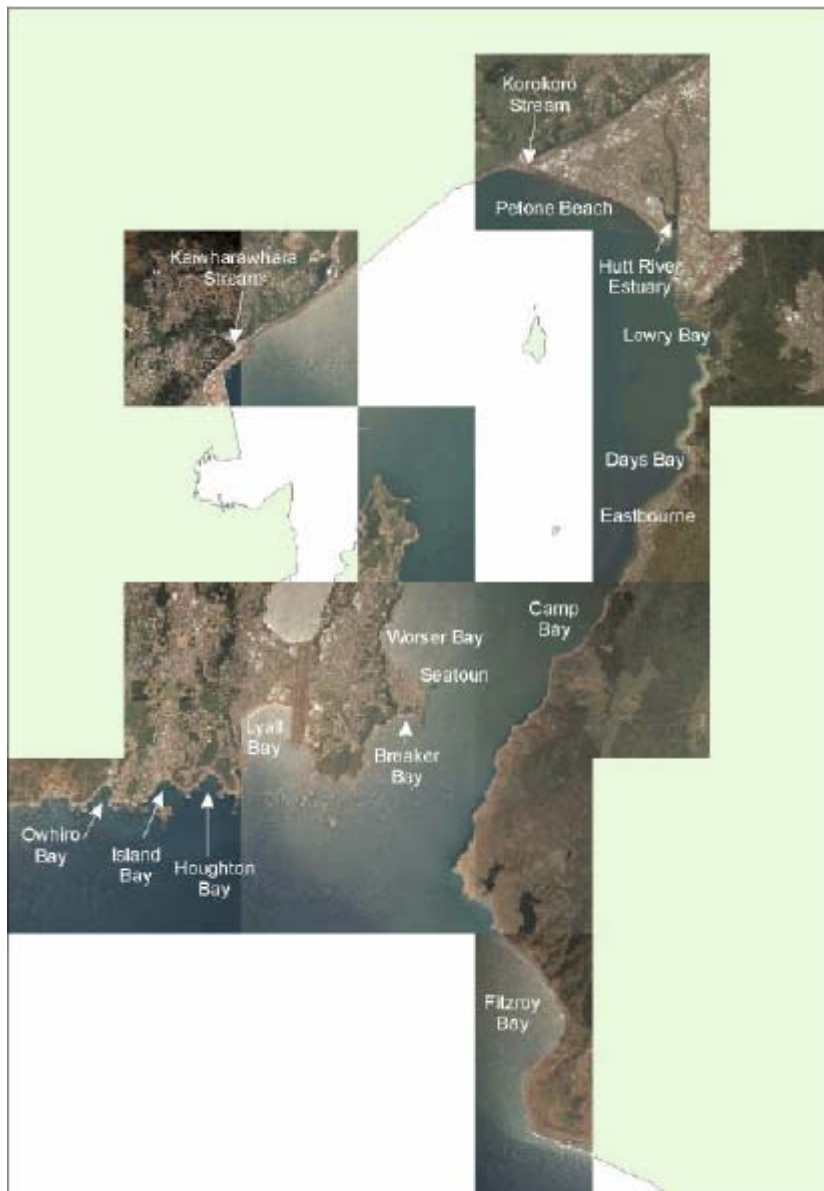 Korokoro
Stream
Petone Beach
Kaiwharawhara
Stream
Hutt River
Estuary
Lowry Bay
Days Bay
Eastbourne
Camp
Bay
Worser Bay
Seatoun
Lyall
Bay
Breaker
Bay
Owhiro
Bay
Island
Bay
Houghton
Bay
Fitzroy
Bay